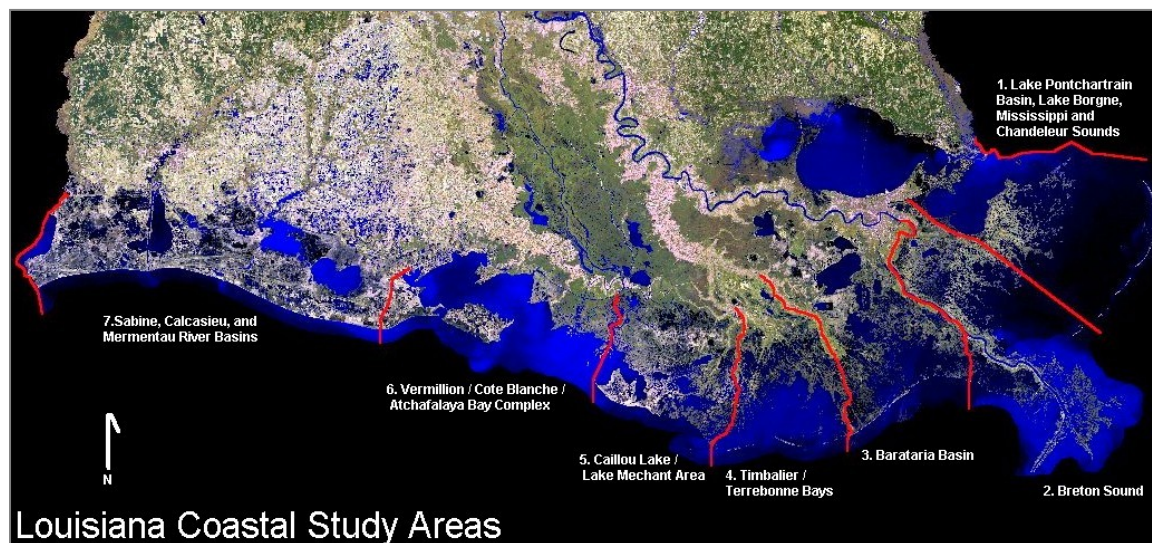 1. Lake Pontchartrain
Basin, Lake Borgne,
Mississippi and
Chandeleur Sounds
7.Sabine, Calcasieu, and
Mermentau River Basins
6. Vermillion / Cote Blanche /
Atchafalaya Bay Complex
5. Caillou Lake /
Lake Mechant Area
4. Timbalier /
Terrebonne Bays
3. Barataria Basin
2. Breton Sound
N
Louisiana Coastal Study Areas